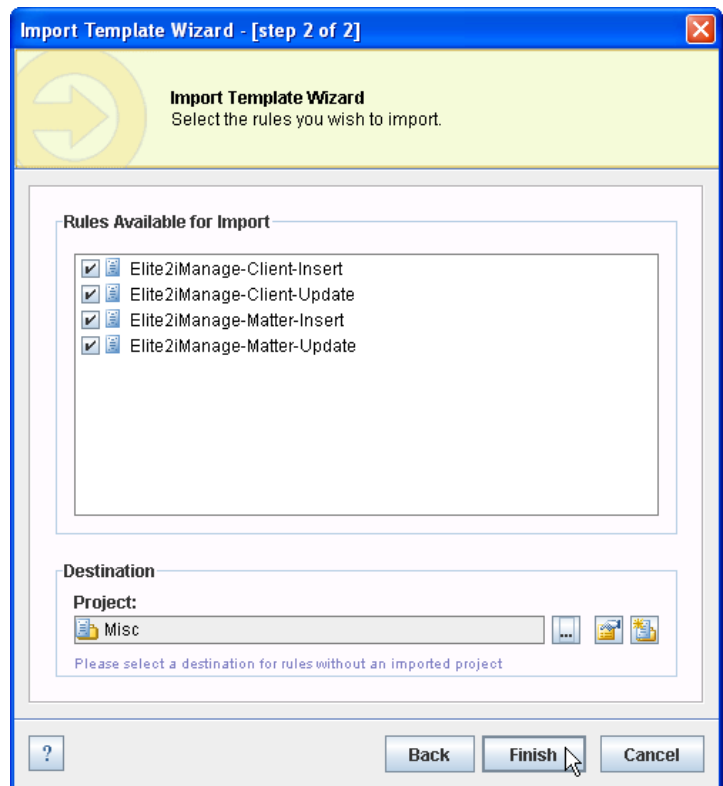 Import Template Wizard - [step 2 of 2]
Import Template Wizard
Select the rules you wish to import.
Rules Available for Import
Elite2iManage-Client-Insert
Elite2iManage-Client-Update
Elite2iManage-Matter-Insert
Elite2iManage-Matter-Update
Destination
Project:
Misc
...
Please select a destination for rules without an imported project
?
Back
Finish
Cancel